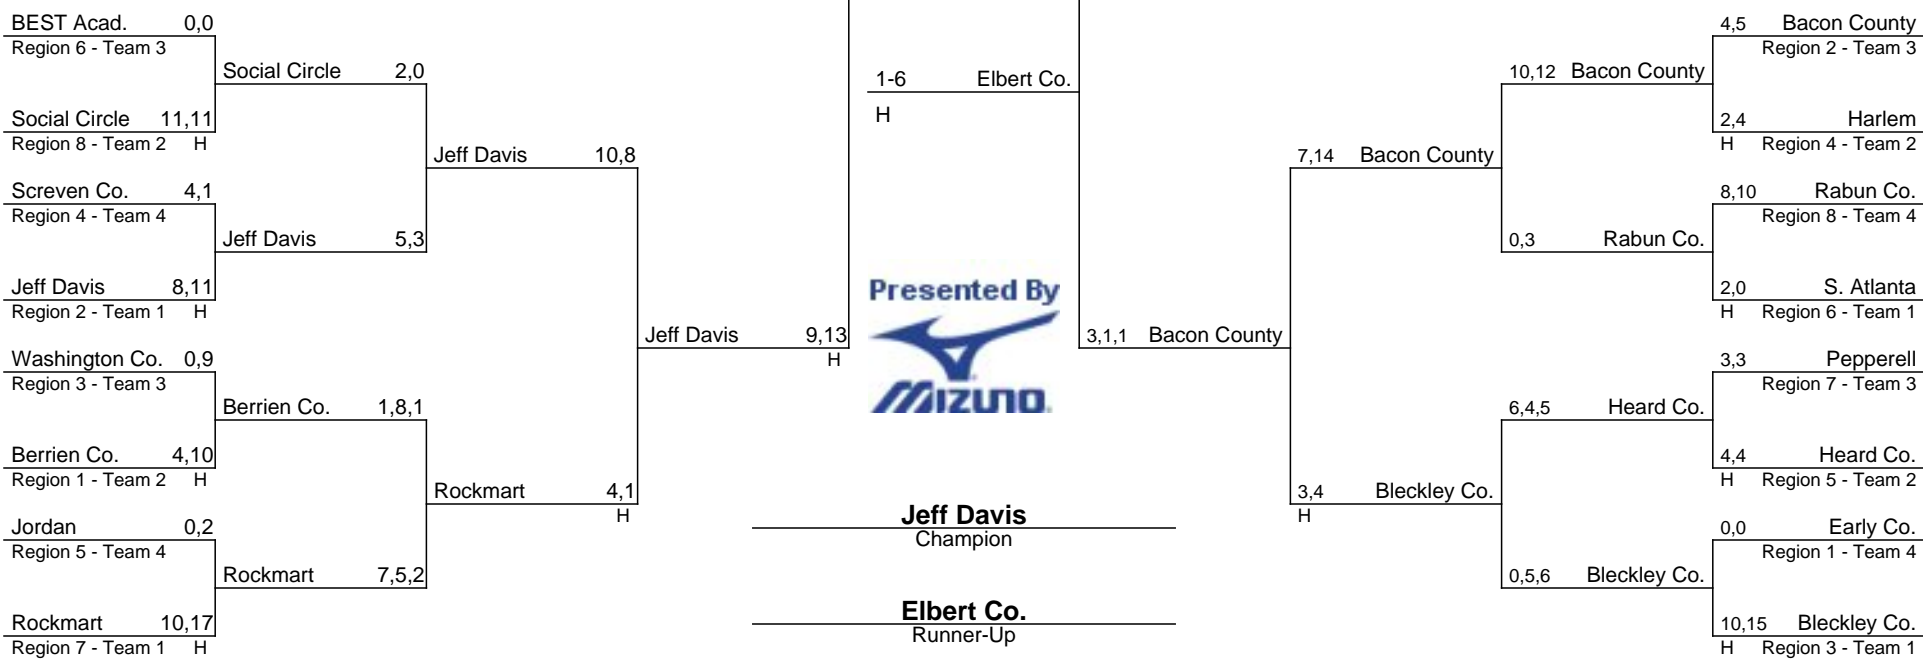 BEST Acad. 0,0
Region 6 - Team 3
Social Circle 2,0
Social Circle 11,11
Region 8 - Team 2 H
Jeff Davis 10,8
Screven Co. 4,1
Region 4 - Team 4
Jeff Davis 5,3
Jeff Davis 8,11
Region 2 - Team 1 H
Jeff Davis 9,13
H
Washington Co. 0,9
Region 3 - Team 3
Berrien Co. 1,8,1
Berrien Co. 4,10
Region 1 - Team 2 H
Rockmart 4,1
H
Jordan 0,2
Region 5 - Team 4
Rockmart 7,5,2
Rockmart 10,17
Region 7 - Team 1 H
1-6 Elbert Co.
H
Presented By
MIZUNO
Jeff Davis
Champion
Elbert Co.
Runner-Up
4,5 Bacon County
Region 2 - Team 3
10,12 Bacon County
2,4 Harlem
H Region 4 - Team 2
7,14 Bacon County
8,10 Rabun Co.
Region 8 - Team 4
0,3 Rabun Co.
2,0 S. Atlanta
H Region 6 - Team 1
3,1,1 Bacon County
3,3 Pepperell
Region 7 - Team 3
6,4,5 Heard Co.
4,4 Heard Co.
H Region 5 - Team 2
3,4 Bleckley Co.
H
0,0 Early Co.
Region 1 - Team 4
0,5,6 Bleckley Co.
10,15 Bleckley Co.
H Region 3 - Team 1